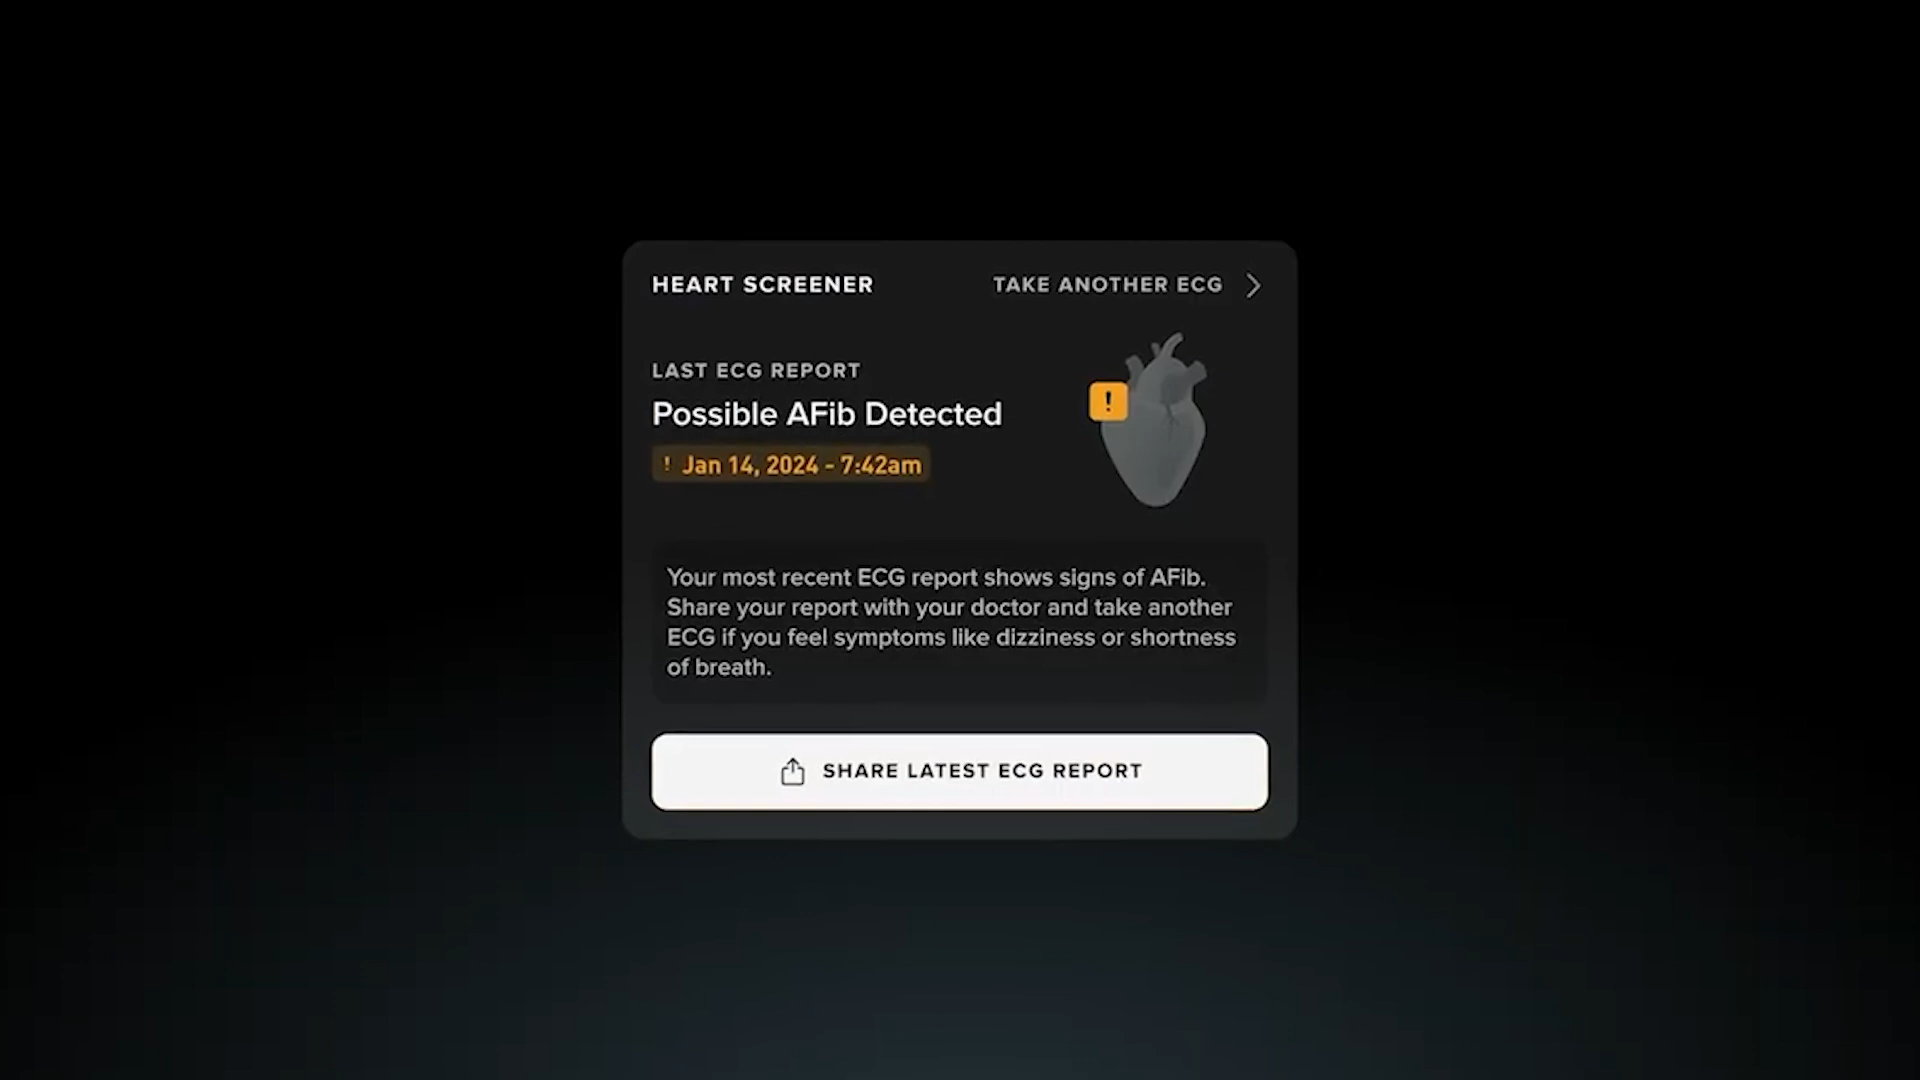 HEART SCREENER
TAKE ANOTHER ECG
LAST ECG REPORT
Possible AFib Detected
! Jan 14, 2024 - 7:42am
!
Your most recent ECG report shows signs of AFib.
Share your report with your doctor and take another
ECG if you feel symptoms like dizziness or shortness
of breath.
SHARE LATEST ECG REPORT